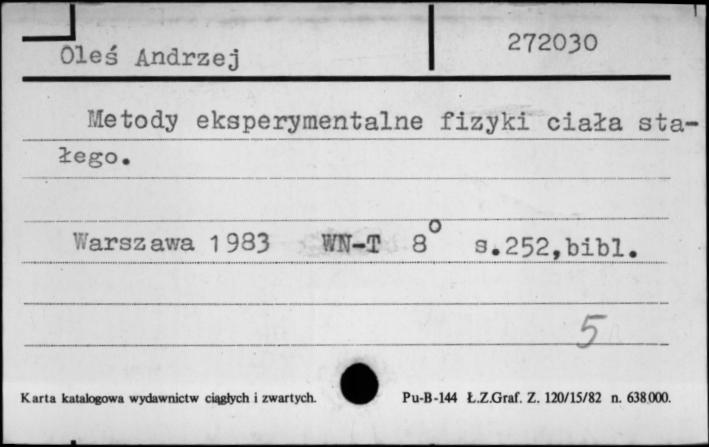 Oleś Andrzej 272030
Metody eksperymentalne fizyki ciała sta-
łego.
Warszawa 1983 WN-T 8° s.252,bibl.
5
Karta katalogowa wydawnictw ciągłych i zwartych. Pu-B-144 Ł.Z.Graf. Z. 120/15/82 n. 638.000.